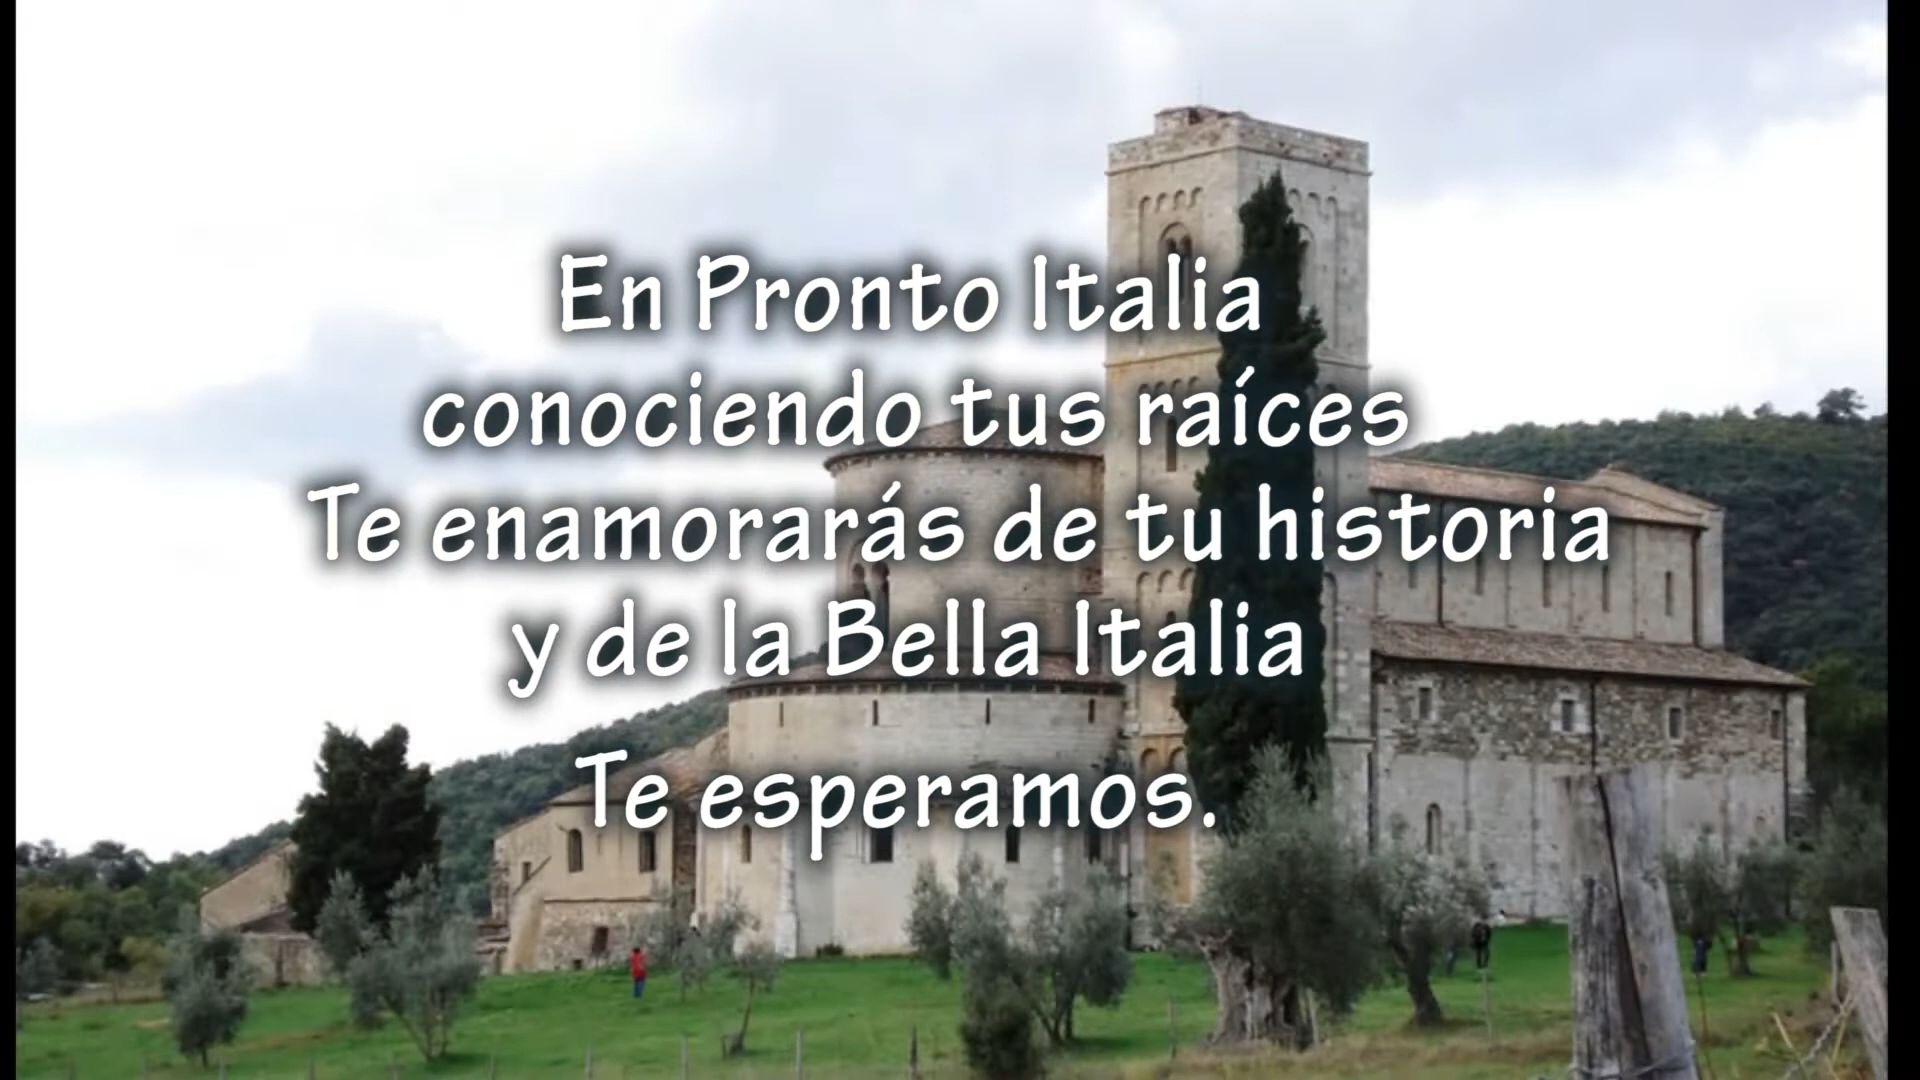 En Pronto Italia
conociendo tus raíces
Te enamorarás de tu historia
y de la Bella Italia
Te esperamos.